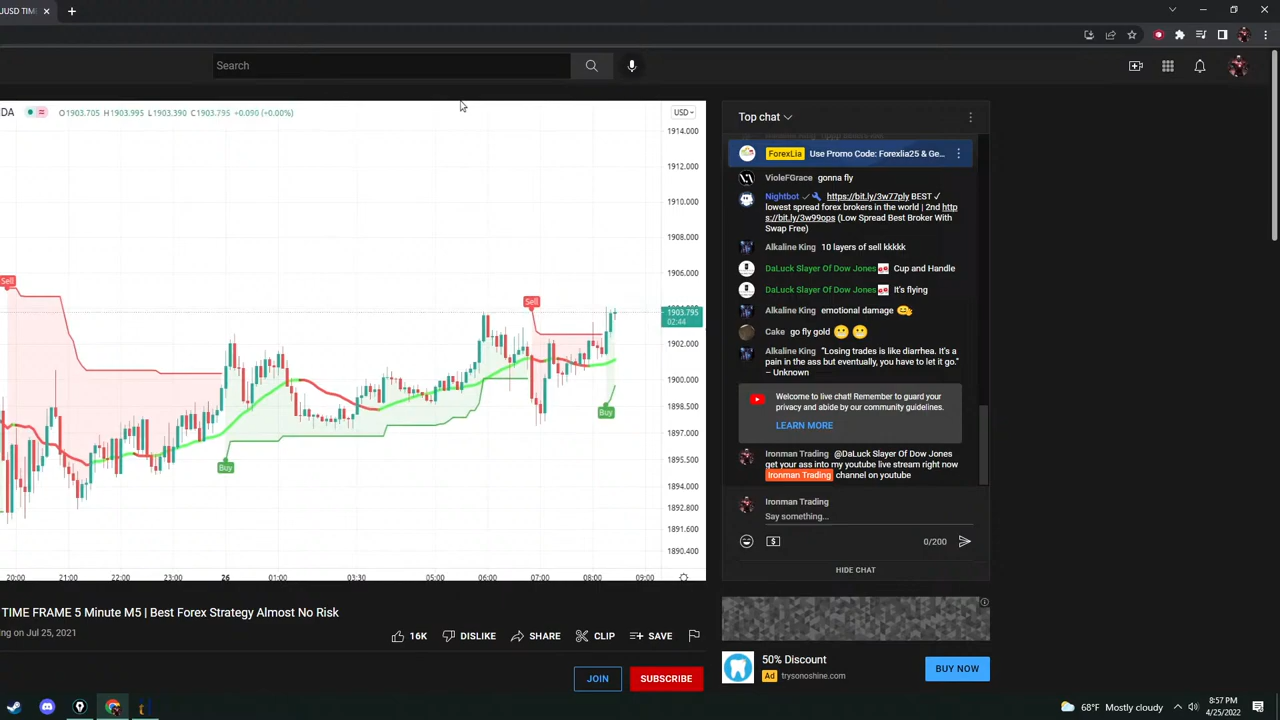 JUSD TIME
Search
DA
O1903.705 H1903.995 L1903.390 C1903.795 +0.090 (+0.00%)
USD
1914.000
1912.000
1910.000
1908.000
1906.000
1903.795
02:44
1902.000
1900.000
1898.500
1897.000
1895.500
1894.000
1892.800
1891.600
1890.400
Sell
Sell
Buy
Buy
20:00 21:00 22:00 23:00 26 01:00 03:30 05:00 06:00 07:00 08:00 09:00
TIME FRAME 5 Minute M5 | Best Forex Strategy Almost No Risk
ng on Jul 25, 2021
16K DISLIKE SHARE CLIP SAVE
JOIN SUBSCRIBE
Top chat
ForexLia Use Promo Code: Forexlia25 & Ge...
VioleFGrace gonna fly
Nightbot https://bit.ly/3w77ply BEST ✓
lowest spread forex brokers in the world | 2nd http
s://bit.ly/3w99ops (Low Spread Best Broker With
Swap Free)
Alkaline King 10 layers of sell kkkkk
DaLuck Slayer Of Dow Jones Cup and Handle
DaLuck Slayer Of Dow Jones It's flying
Alkaline King emotional damage
Cake go fly gold 😬 😬
Alkaline King "Losing trades is like diarrhea. It's a
pain in the ass but eventually, you have to let it go."
– Unknown
Welcome to live chat! Remember to guard your
privacy and abide by our community guidelines.
LEARN MORE
Ironman Trading @DaLuck Slayer Of Dow Jones
get your ass into my youtube live stream right now
Ironman Trading channel on youtube
Ironman Trading
Say something...
0/200
HIDE CHAT
50% Discount
Ad trysonoshine.com
BUY NOW
68°F Mostly cloudy
8:57 PM
4/25/2022